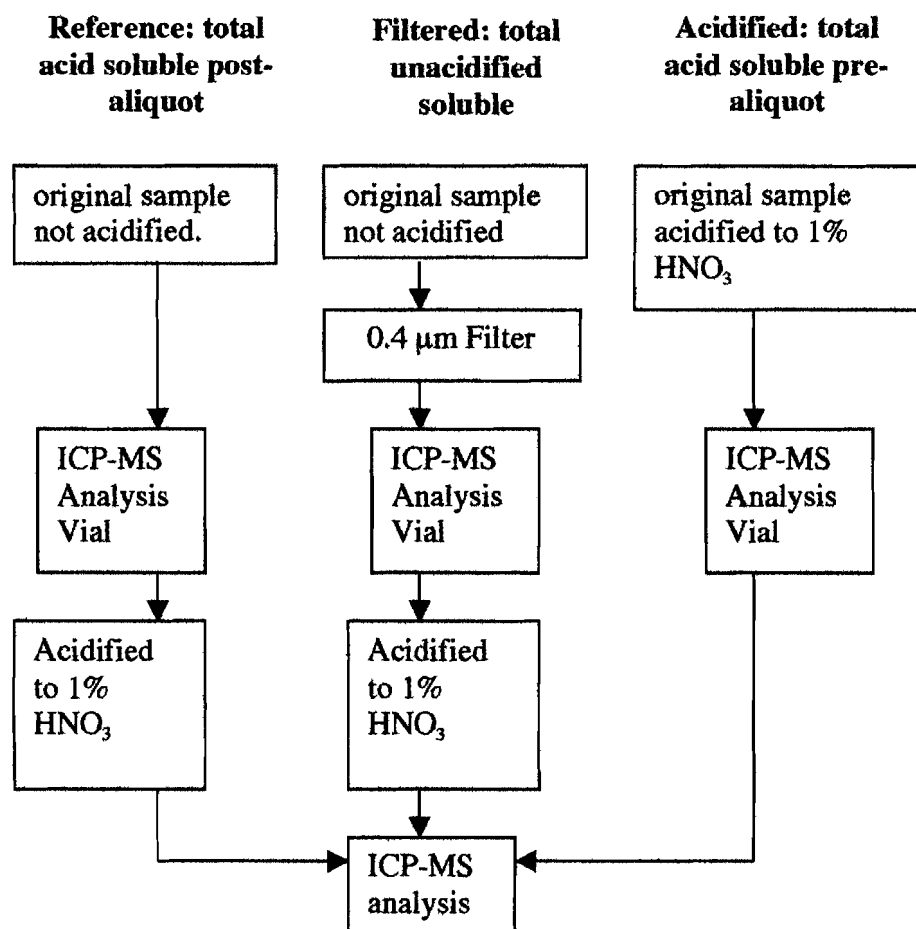 Reference: total
acid soluble post-
aliquot
Filtered: total
unacidified
soluble
Acidified: total
acid soluble pre-
aliquot
original sample
not acidified.
original sample
not acidified
original sample
acidified to 1%
HNO₃
0.4 μm Filter
ICP-MS
Analysis
Vial
ICP-MS
Analysis
Vial
ICP-MS
Analysis
Vial
Acidified
to 1%
HNO₃
Acidified
to 1%
HNO₃
ICP-MS
analysis